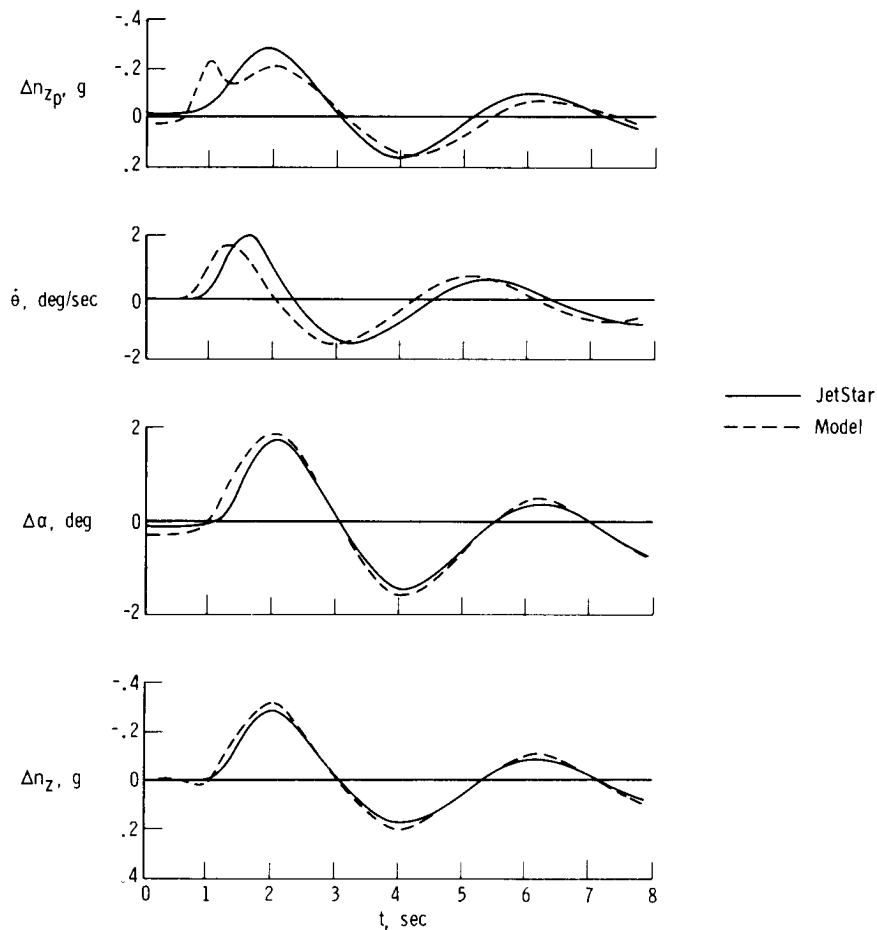 -.4
-.2
Δn_zp, g
0
.2
2
θ̇, deg/sec
0
-2
JetStar
Model
2
Δα, deg
0
-2
-.4
-.2
Δn_z, g
0
.2
.4
0 1 2 3 4 5 6 7 8
t, sec